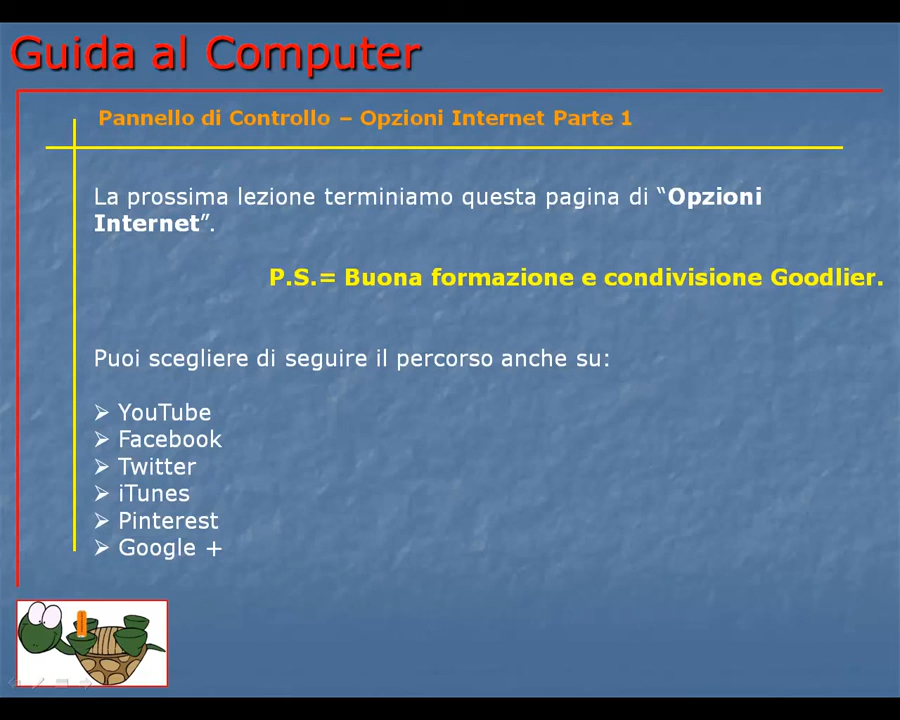 Guida al Computer
Pannello di Controllo – Opzioni Internet Parte 1
La prossima lezione terminiamo questa pagina di “Opzioni
Internet”.
P.S.= Buona formazione e condivisione Goodlier.
Puoi scegliere di seguire il percorso anche su:
➢ YouTube
➢ Facebook
➢ Twitter
➢ iTunes
➢ Pinterest
➢ Google +